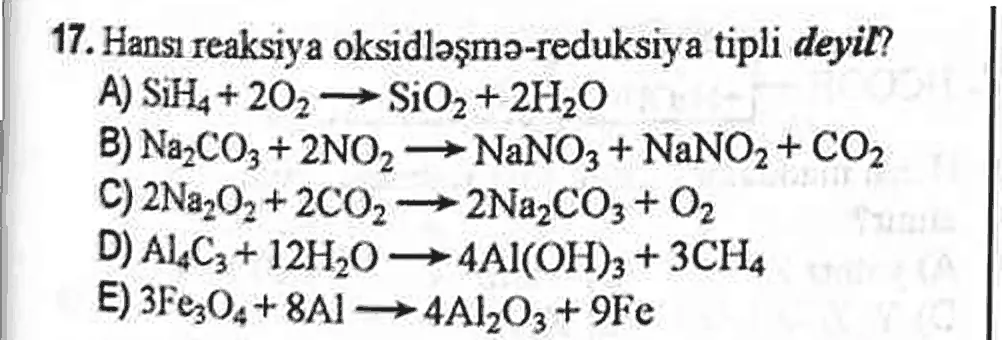 17. Hansı reaksiya oksidləşmə-reduksiya tipli deyil?
A) SiH₄ + 2O₂ ⟶ SiO₂ + 2H₂O
B) Na₂CO₃ + 2NO₂ ⟶ NaNO₃ + NaNO₂ + CO₂
C) 2Na₂O₂ + 2CO₂ ⟶ 2Na₂CO₃ + O₂
D) Al₄C₃ + 12H₂O ⟶ 4Al(OH)₃ + 3CH₄
E) 3Fe₃O₄ + 8Al ⟶ 4Al₂O₃ + 9Fe